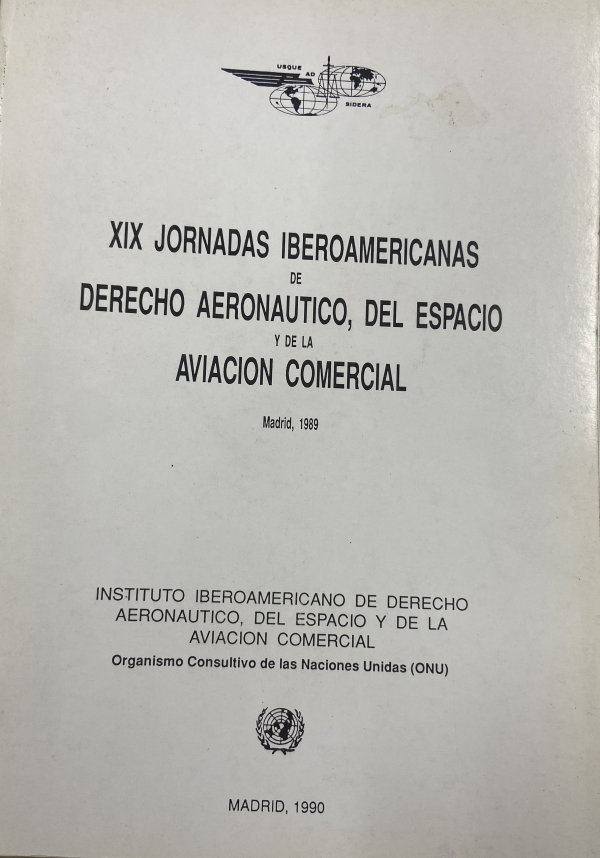 USQUE
AD
SIDERA
XIX JORNADAS IBEROAMERICANAS
DE
DERECHO AERONAUTICO, DEL ESPACIO
Y DE LA
AVIACION COMERCIAL
Madrid, 1989
INSTITUTO IBEROAMERICANO DE DERECHO
AERONAUTICO, DEL ESPACIO Y DE LA
AVIACION COMERCIAL
Organismo Consultivo de las Naciones Unidas (ONU)
MADRID, 1990